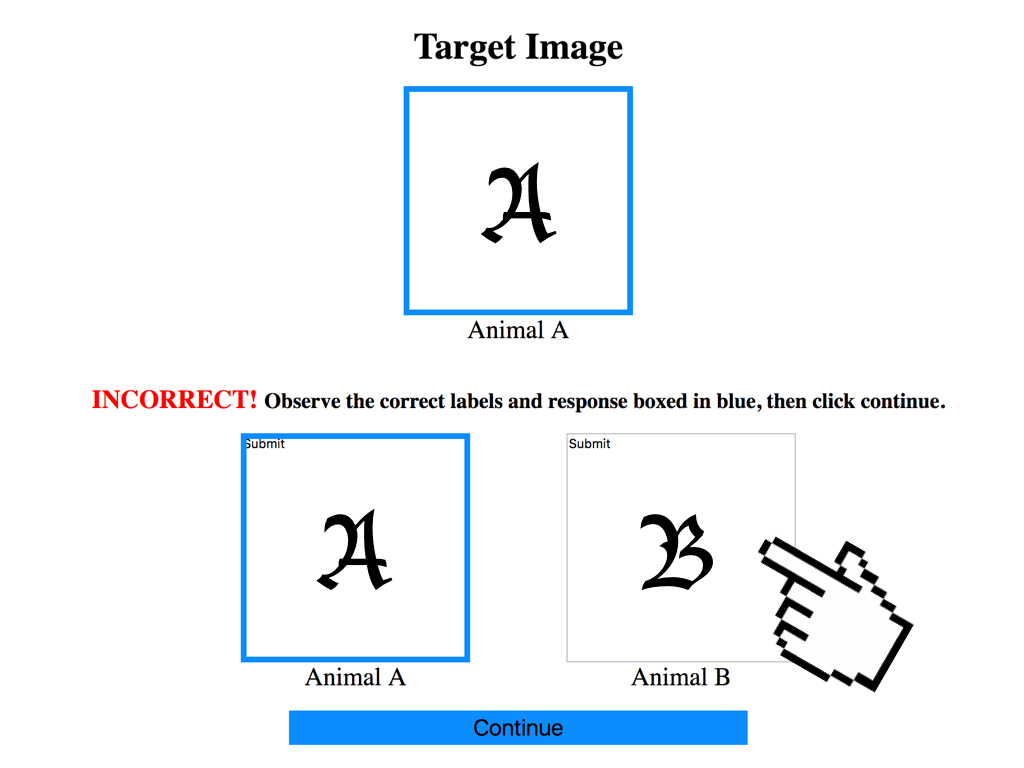 Target Image
𝔄
Animal A
INCORRECT! Observe the correct labels and response boxed in blue, then click continue.
Submit Submit
𝔄 𝔅
Animal A Animal B
Continue